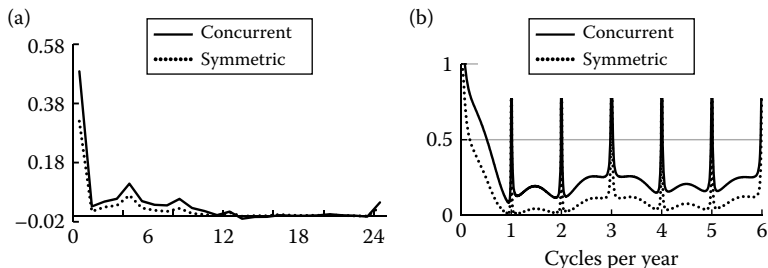 (a)
Concurrent
Symmetric
0.58
0.38
0.18
−0.02
0 6 12 18 24
(b)
Concurrent
Symmetric
1
0.5
0
0 1 2 3 4 5 6
Cycles per year